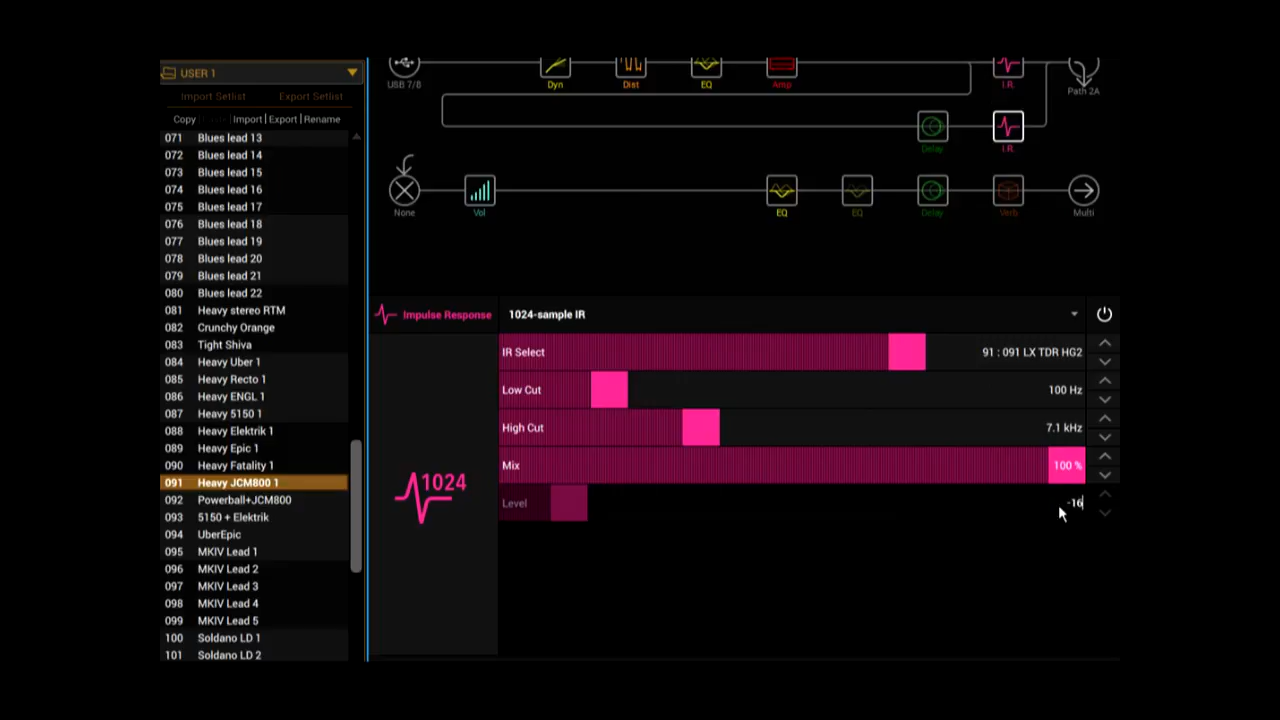 USER 1
Import Setlist Export Setlist
Copy Import Export Rename
071 Blues lead 13
072 Blues lead 14
073 Blues lead 15
074 Blues lead 16
075 Blues lead 17
076 Blues lead 18
077 Blues lead 19
078 Blues lead 20
079 Blues lead 21
080 Blues lead 22
081 Heavy stereo RTM
082 Crunchy Orange
083 Tight Shiva
084 Heavy Uber 1
085 Heavy Recto 1
086 Heavy ENGL 1
087 Heavy 5150 1
088 Heavy Elektrik 1
089 Heavy Epic 1
090 Heavy Fatality 1
091 Heavy JCM800 1
092 Powerball+JCM800
093 5150 + Elektrik
094 UberEpic
095 MKIV Lead 1
096 MKIV Lead 2
097 MKIV Lead 3
098 MKIV Lead 4
099 MKIV Lead 5
100 Soldano LD 1
101 Soldano LD 2
USB 7/8 Dyn Dist EQ Amp I.R. Path 2A
Delay I.R.
None Vol EQ EQ Delay Verb Multi
Impulse Response 1024-sample IR
IR Select 91 : 091 LX TDR HG2
Low Cut 100 Hz
High Cut 7.1 kHz
Mix 100 %
1024
Level -16